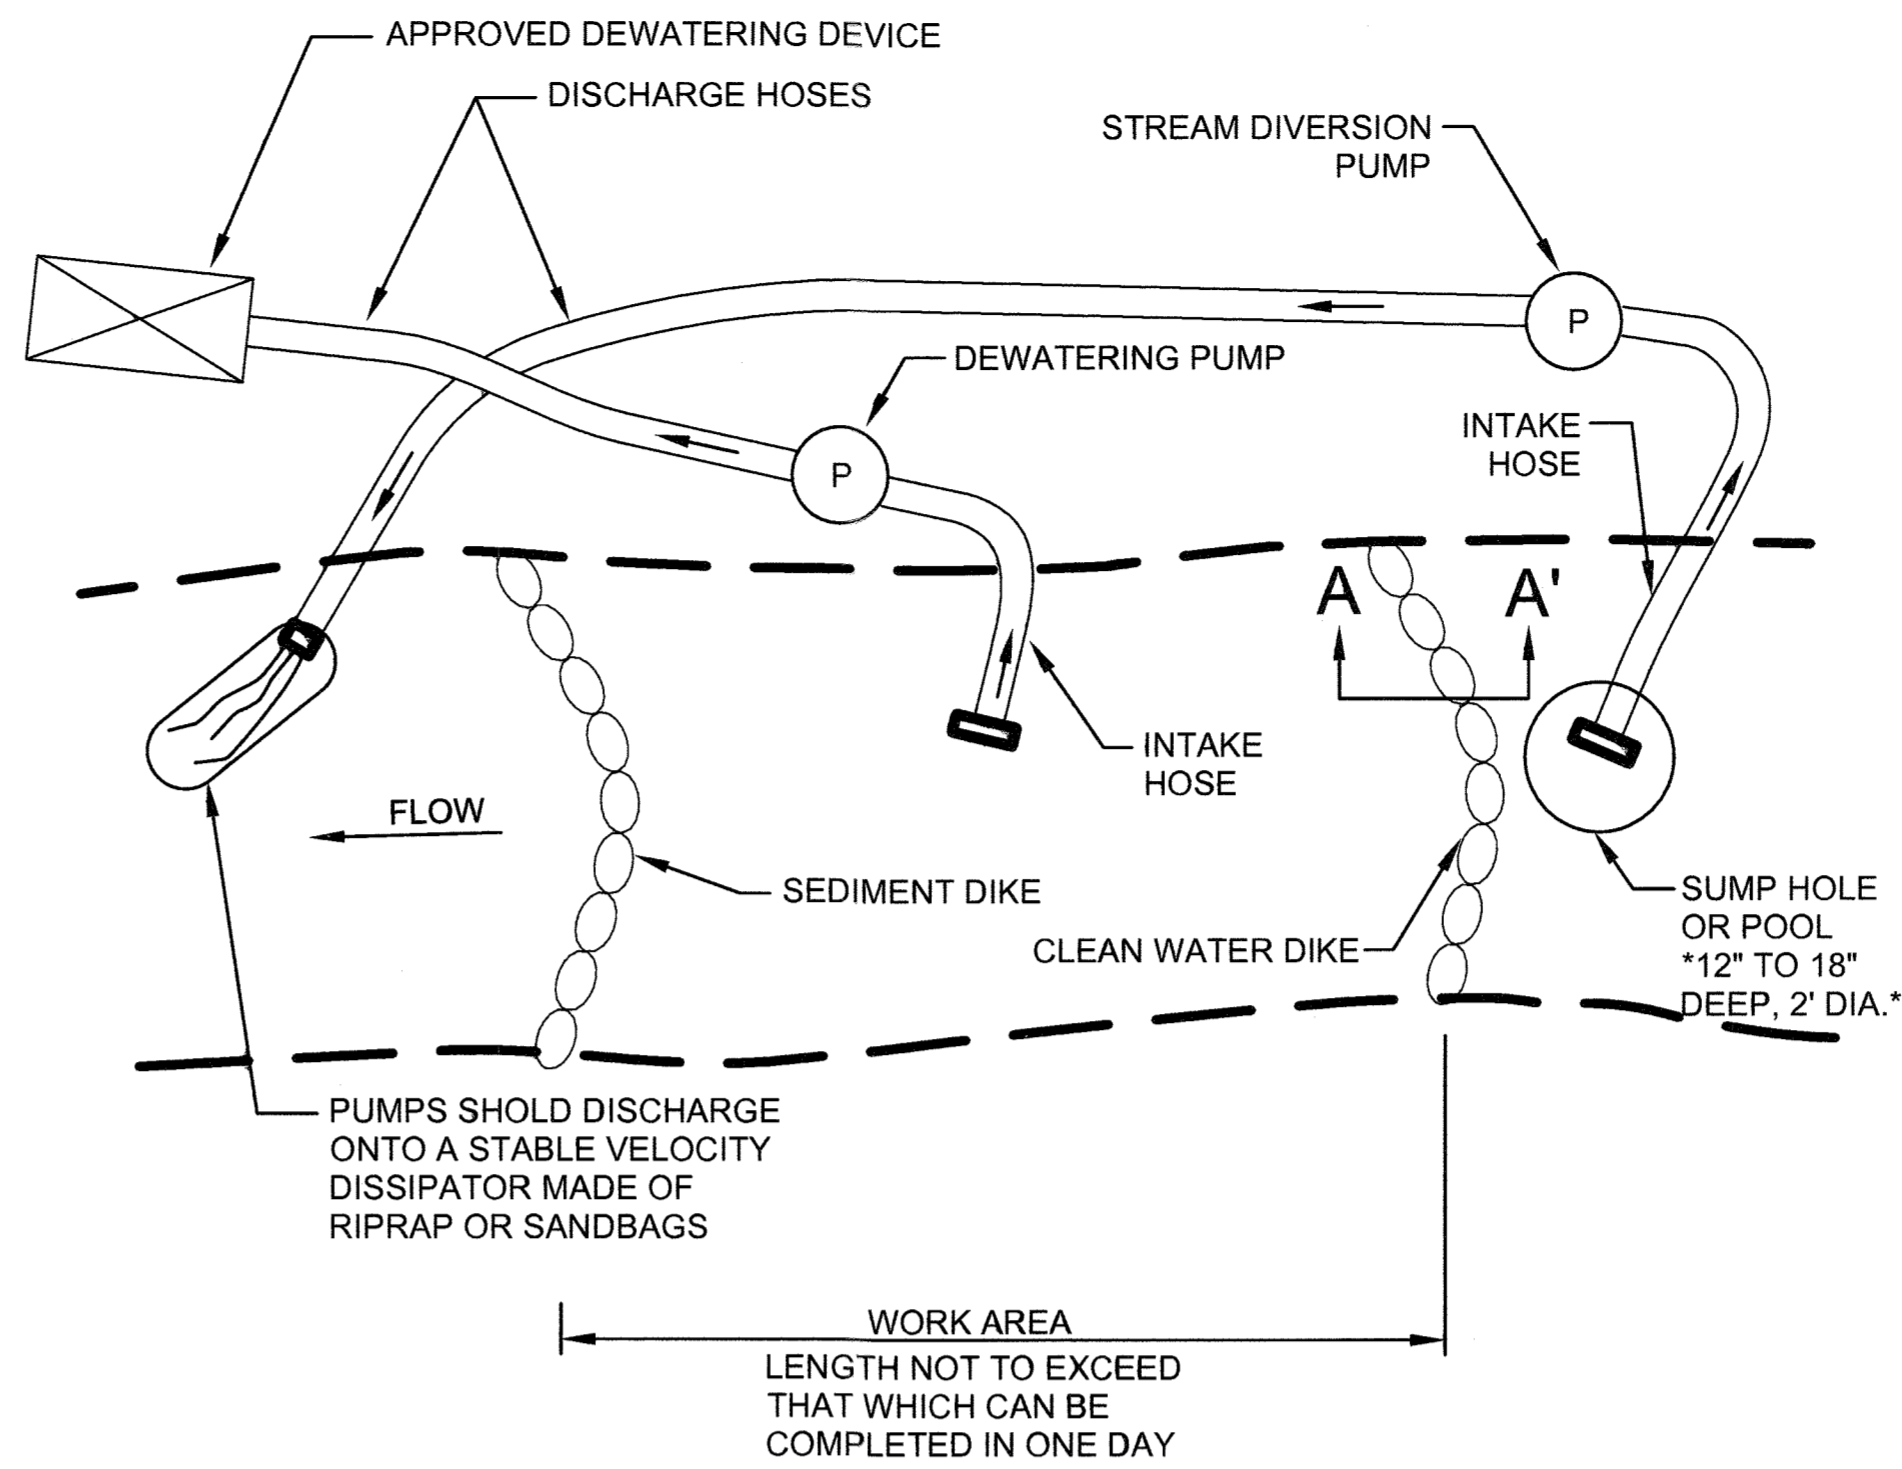 APPROVED DEWATERING DEVICE
DISCHARGE HOSES
STREAM DIVERSION
PUMP
P
DEWATERING PUMP
P
INTAKE
HOSE
A A'
INTAKE
HOSE
FLOW
SEDIMENT DIKE
CLEAN WATER DIKE
SUMP HOLE
OR POOL
*12" TO 18"
DEEP, 2' DIA.*
PUMPS SHOLD DISCHARGE
ONTO A STABLE VELOCITY
DISSIPATOR MADE OF
RIPRAP OR SANDBAGS
WORK AREA
LENGTH NOT TO EXCEED
THAT WHICH CAN BE
COMPLETED IN ONE DAY